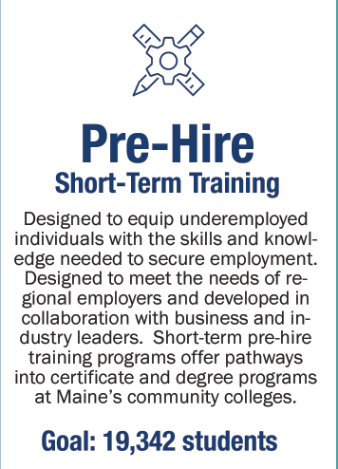 Pre-Hire
Short-Term Training
Designed to equip underemployed
individuals with the skills and knowl-
edge needed to secure employment.
Designed to meet the needs of re-
gional employers and developed in
collaboration with business and in-
dustry leaders.  Short-term pre-hire
training programs offer pathways
into certificate and degree programs
at Maine's community colleges.
Goal: 19,342 students